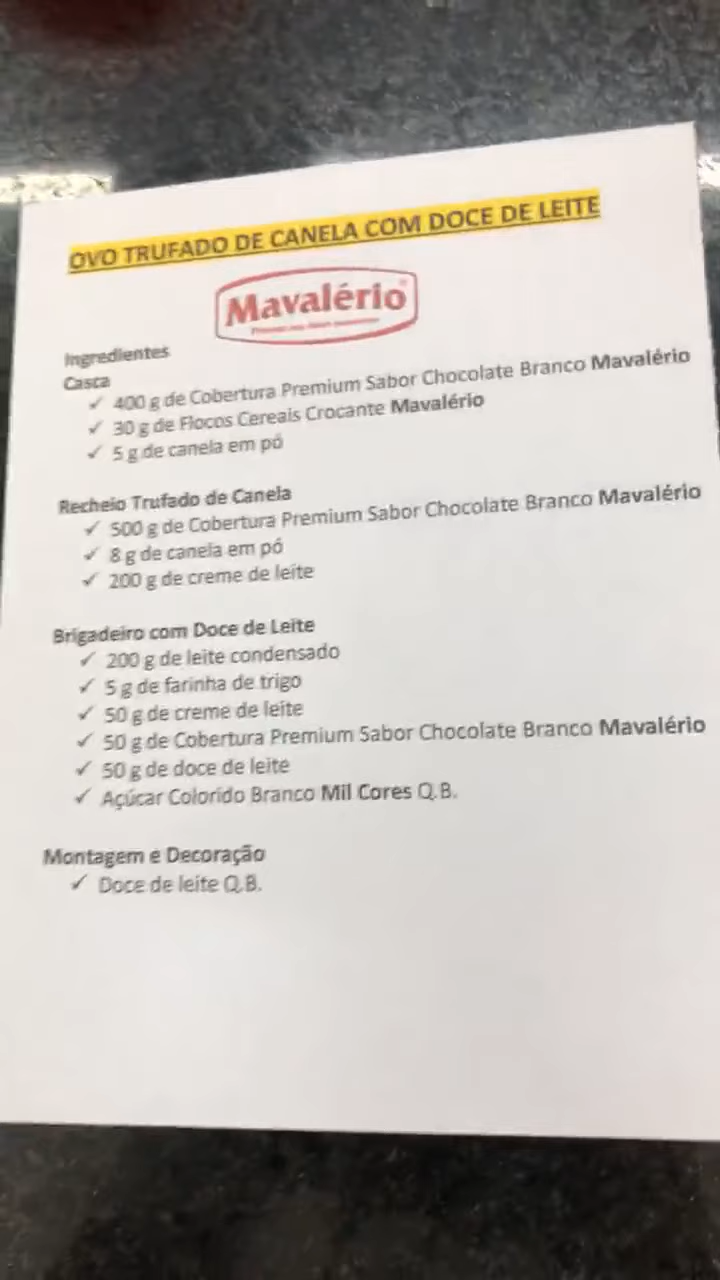 OVO TRUFADO DE CANELA COM DOCE DE LEITE
Mavalério
Ingredientes
Casca
✓ 400 g de Cobertura Premium Sabor Chocolate Branco Mavalério
✓ 30 g de Flocos Cereais Crocante Mavalério
✓ 5 g de canela em pó
Recheio Trufado de Canela
✓ 500 g de Cobertura Premium Sabor Chocolate Branco Mavalério
✓ 8 g de canela em pó
✓ 200 g de creme de leite
Brigadeiro com Doce de Leite
✓ 200 g de leite condensado
✓ 5 g de farinha de trigo
✓ 50 g de creme de leite
✓ 50 g de Cobertura Premium Sabor Chocolate Branco Mavalério
✓ 50 g de doce de leite
✓ Açúcar Colorido Branco Mil Cores Q.B.
Montagem e Decoração
✓ Doce de leite Q.B.